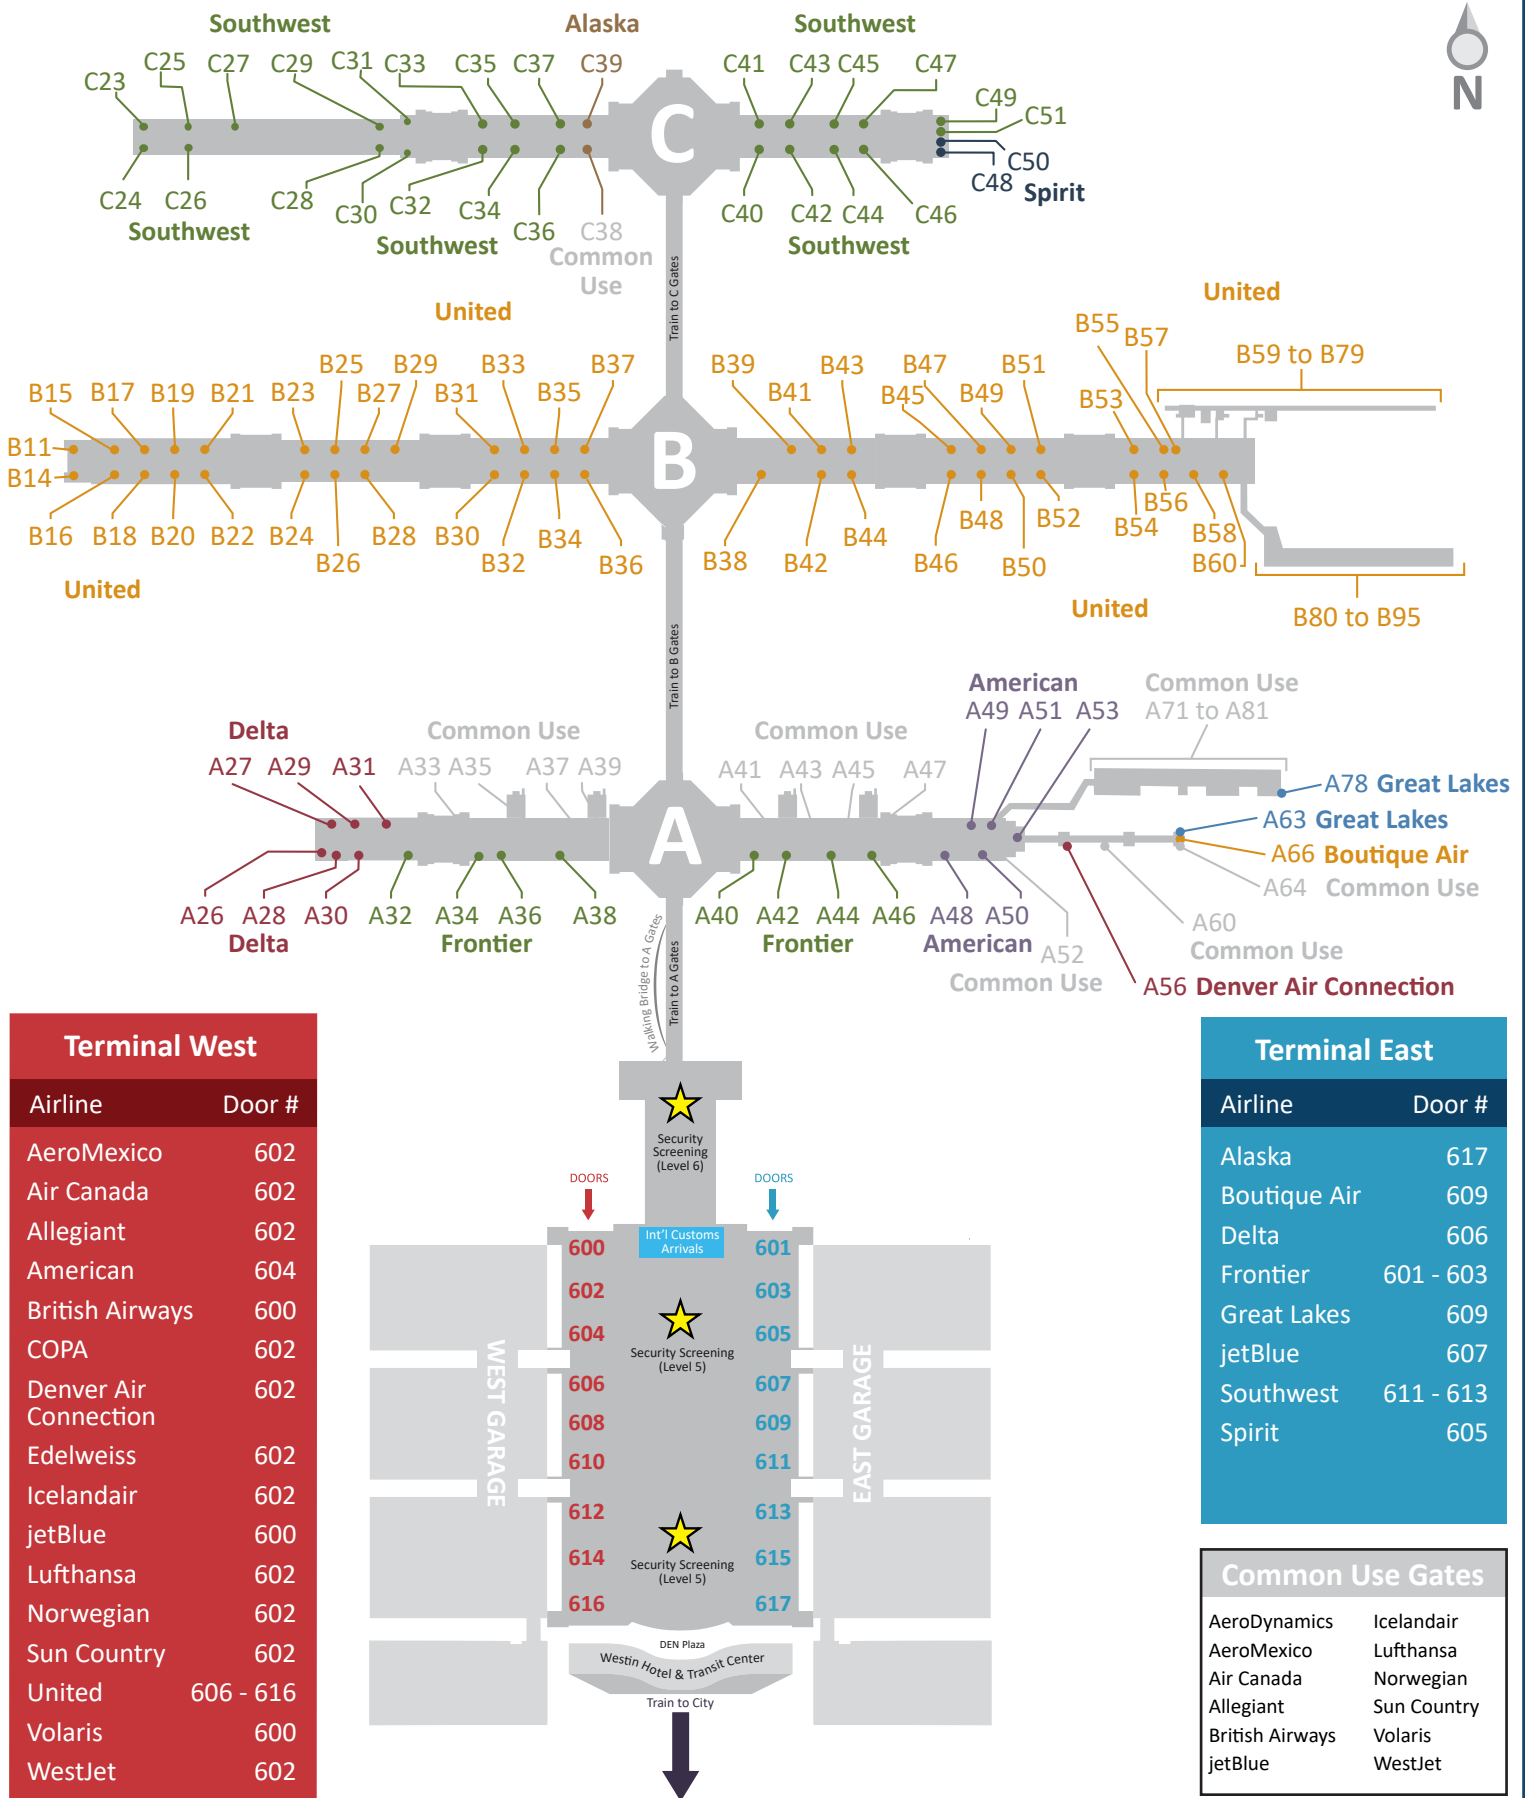 Southwest
Alaska
Southwest
C23
C25
C27
C29
C31
C33
C35
C37
C39
C41
C43
C45
C47
C49
C51
C50
C48
Spirit
N
C
C24
C26
C28
C30
C32
C34
C36
C38
C40
C42
C44
C46
Southwest
Southwest
Common
Use
Southwest
Train to C Gates
United
United
B11
B15
B17
B19
B21
B23
B25
B27
B29
B31
B33
B35
B37
B39
B41
B43
B45
B47
B49
B51
B53
B55
B57
B59 to B79
B
B14
B16
B18
B20
B22
B24
B26
B28
B30
B32
B34
B36
B38
B42
B44
B46
B48
B50
B52
B54
B56
B58
B60
B80 to B95
United
United
Train to B Gates
Delta
Common Use
Common Use
American
Common Use
A27
A29
A31
A33
A35
A37
A39
A41
A43
A45
A47
A49
A51
A53
A71 to A81
A78 Great Lakes
A63 Great Lakes
A66 Boutique Air
A64 Common Use
A60
Common Use
A56 Denver Air Connection
A
A26
A28
A30
A32
A34
A36
A38
A40
A42
A44
A46
A48
A50
A52
Delta
Frontier
Frontier
American
Common Use
Walking Bridge to A Gates
Train to A Gates
Terminal West
Airline Door #
AeroMexico 602
Air Canada 602
Allegiant 602
American 604
British Airways 600
COPA 602
Denver Air 602
Connection
Edelweiss 602
Icelandair 602
jetBlue 600
Lufthansa 602
Norwegian 602
Sun Country 602
United 606 - 616
Volaris 600
WestJet 602
Security
Screening
(Level 6)
DOORS
DOORS
Int'l Customs
Arrivals
600
601
602
603
604
605
Security Screening
(Level 5)
606
607
608
609
610
611
612
613
614
615
Security Screening
(Level 5)
616
617
WEST GARAGE
EAST GARAGE
DEN Plaza
Westin Hotel & Transit Center
Train to City
Terminal East
Airline Door #
Alaska 617
Boutique Air 609
Delta 606
Frontier 601 - 603
Great Lakes 609
jetBlue 607
Southwest 611 - 613
Spirit 605
Common Use Gates
AeroDynamics Icelandair
AeroMexico Lufthansa
Air Canada Norwegian
Allegiant Sun Country
British Airways Volaris
jetBlue WestJet